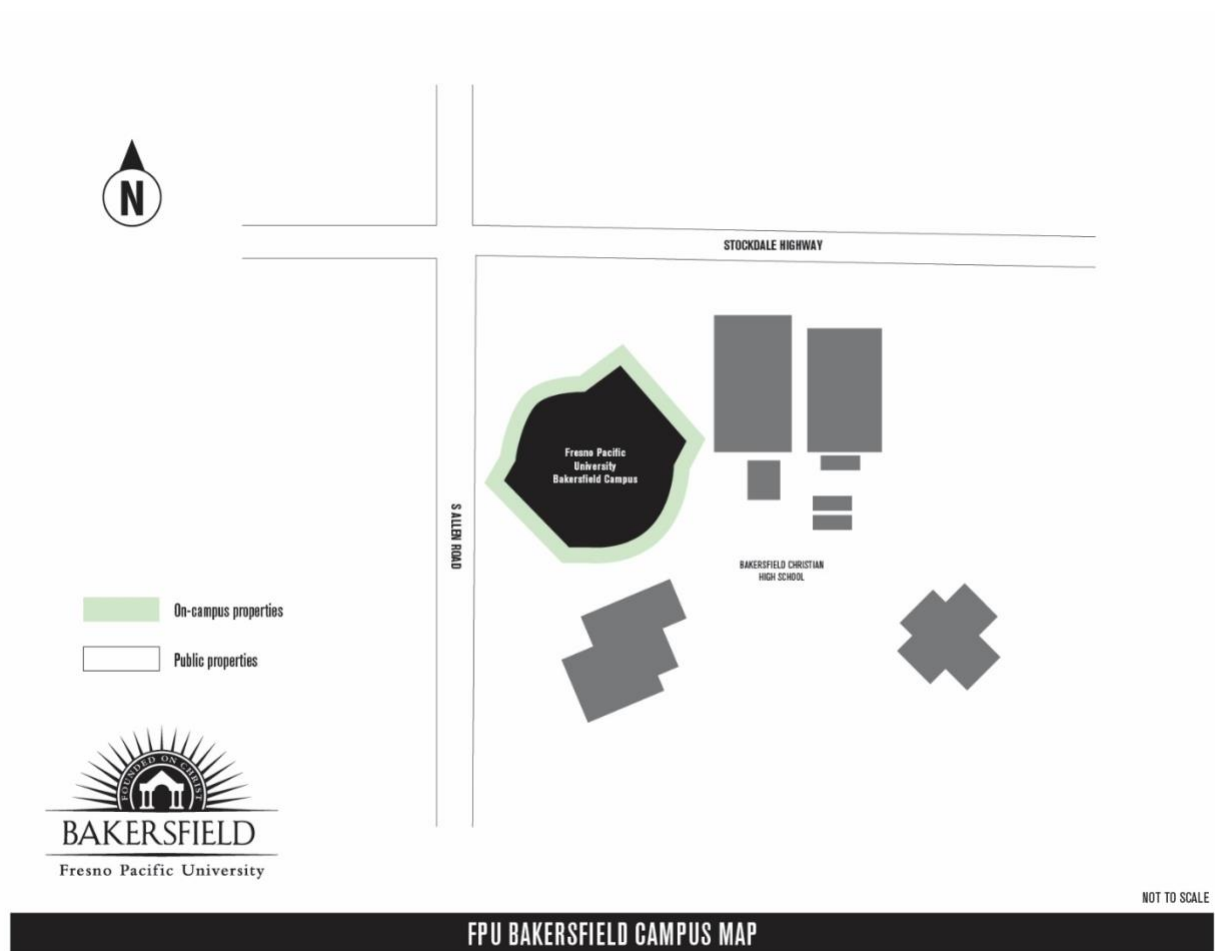 N
STOCKDALE HIGHWAY
Fresno Pacific
University
Bakersfield Campus
S ALLEN ROAD
BAKERSFIELD CHRISTIAN
HIGH SCHOOL
On-campus properties
Public properties
FOUNDED ON CHRIST
BAKERSFIELD
Fresno Pacific University
NOT TO SCALE
FPU BAKERSFIELD CAMPUS MAP